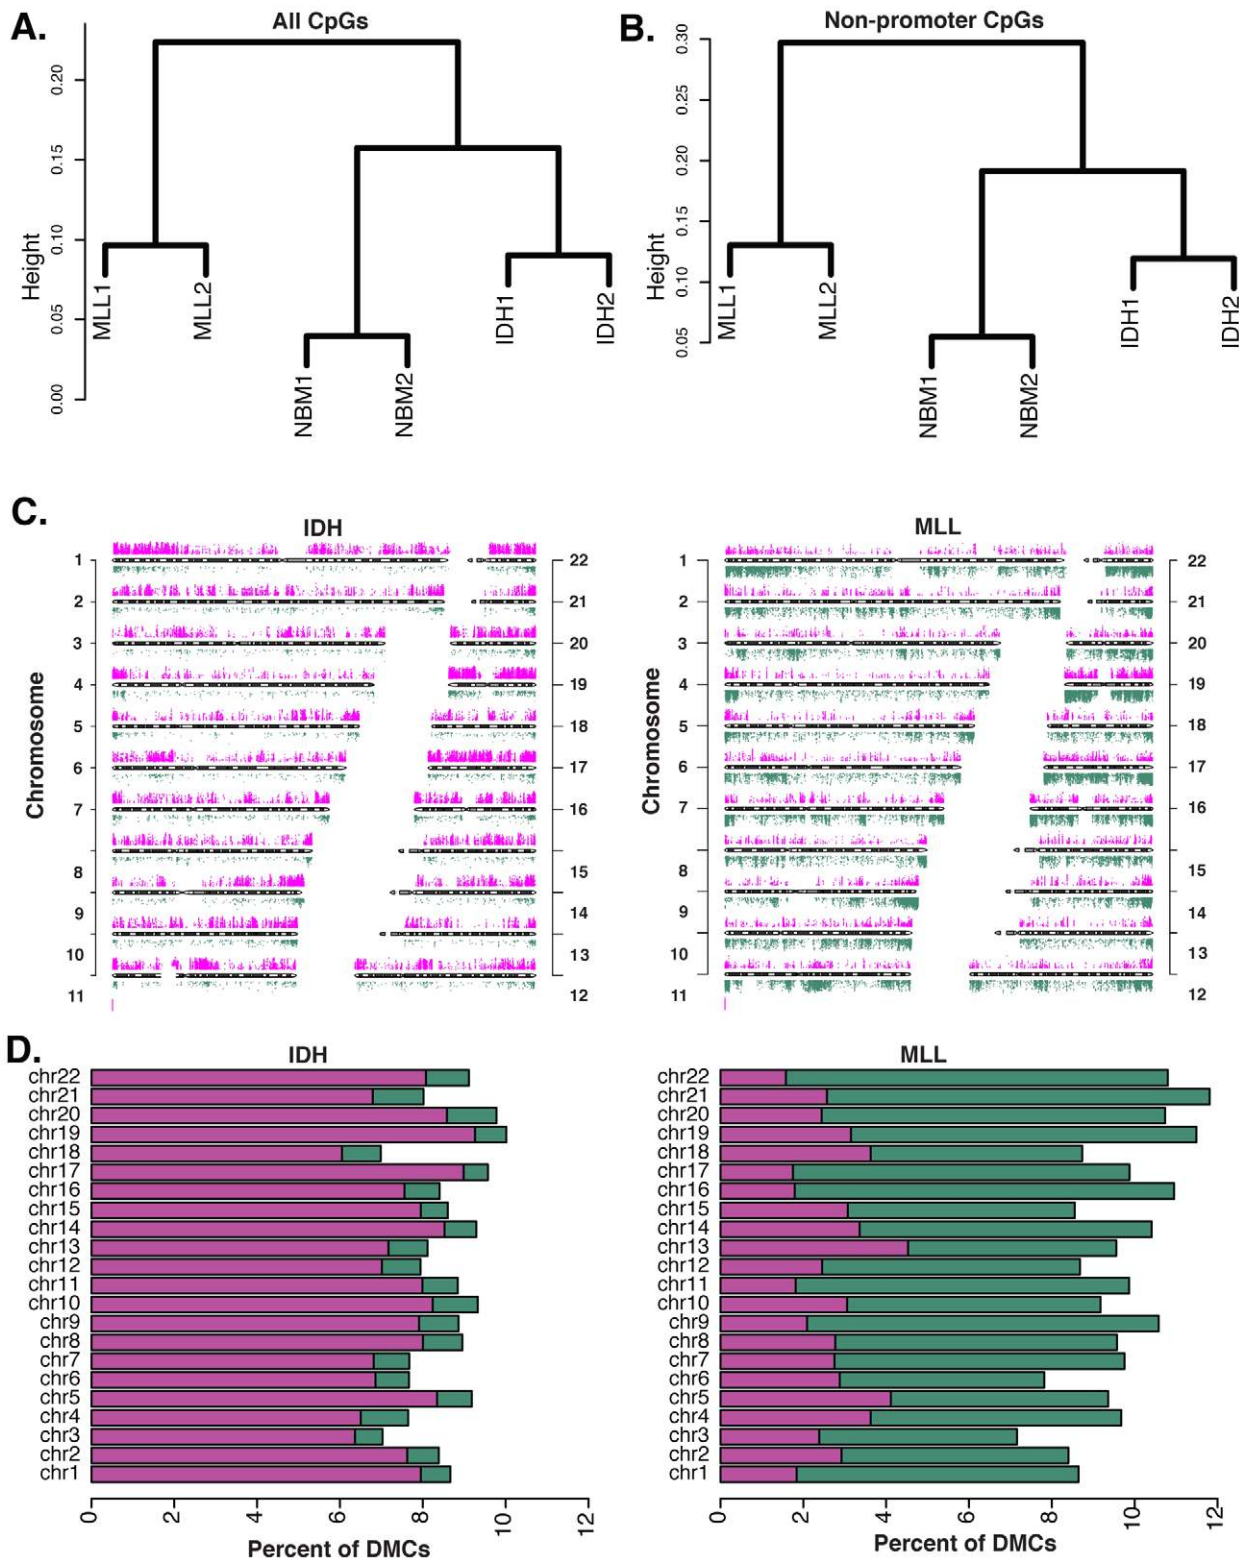 A.
All CpGs
Height
0.00
0.05
0.10
0.15
0.20
MLL1
MLL2
NBM1
NBM2
IDH1
IDH2
B.
Non-promoter CpGs
Height
0.05
0.10
0.15
0.20
0.25
0.30
MLL1
MLL2
NBM1
NBM2
IDH1
IDH2
C.
IDH
Chromosome
1
2
3
4
5
6
7
8
9
10
11
22
21
20
19
18
17
16
15
14
13
12
MLL
Chromosome
1
2
3
4
5
6
7
8
9
10
11
22
21
20
19
18
17
16
15
14
13
12
D.
IDH
chr22
chr21
chr20
chr19
chr18
chr17
chr16
chr15
chr14
chr13
chr12
chr11
chr10
chr9
chr8
chr7
chr6
chr5
chr4
chr3
chr2
chr1
0 2 4 6 8 10 12
Percent of DMCs
MLL
chr22
chr21
chr20
chr19
chr18
chr17
chr16
chr15
chr14
chr13
chr12
chr11
chr10
chr9
chr8
chr7
chr6
chr5
chr4
chr3
chr2
chr1
0 2 4 6 8 10 12
Percent of DMCs